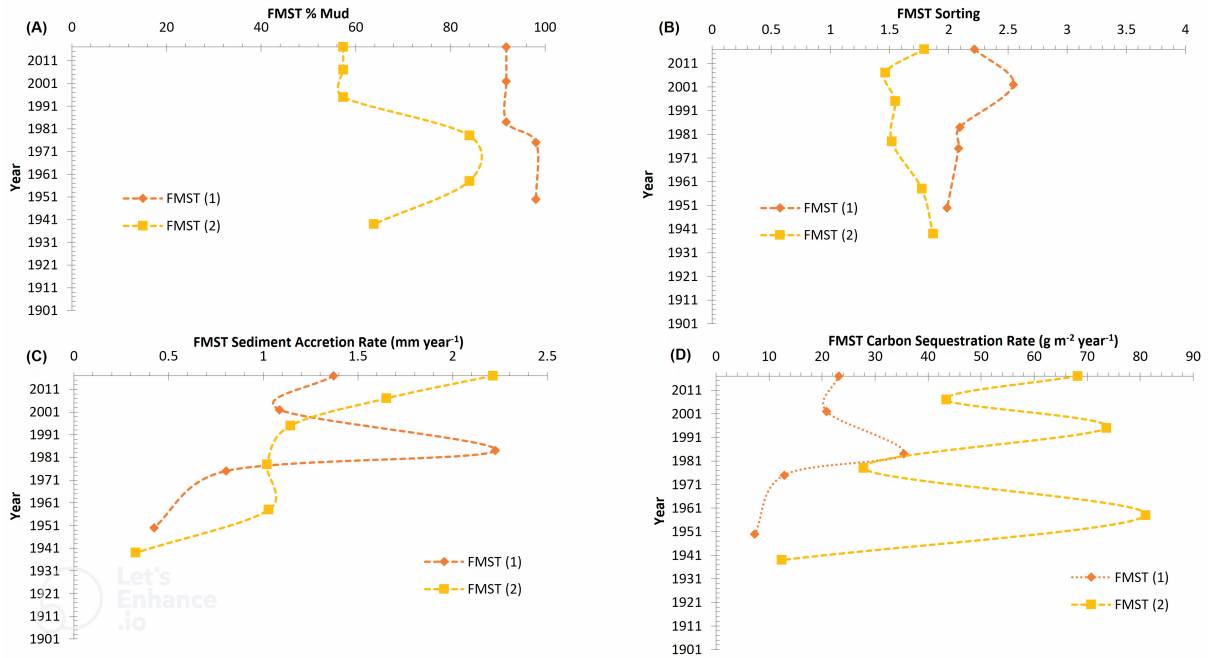 (A)
FMST % Mud
0 20 40 60 80 100
2011
2001
1991
1981
1971
1961
1951
1941
1931
1921
1911
1901
Year
FMST (1)
FMST (2)
(B)
FMST Sorting
0 0.5 1 1.5 2 2.5 3 3.5 4
2011
2001
1991
1981
1971
1961
1951
1941
1931
1921
1911
1901
Year
FMST (1)
FMST (2)
(C)
FMST Sediment Accretion Rate (mm year⁻¹)
0 0.5 1 1.5 2 2.5
2011
2001
1991
1981
1971
1961
1951
1941
1931
1921
1911
1901
Year
FMST (1)
FMST (2)
Let's
Enhance
.io
(D)
FMST Carbon Sequestration Rate (g m⁻² year⁻¹)
0 10 20 30 40 50 60 70 80 90
2011
2001
1991
1981
1971
1961
1951
1941
1931
1921
1911
1901
Year
FMST (1)
FMST (2)